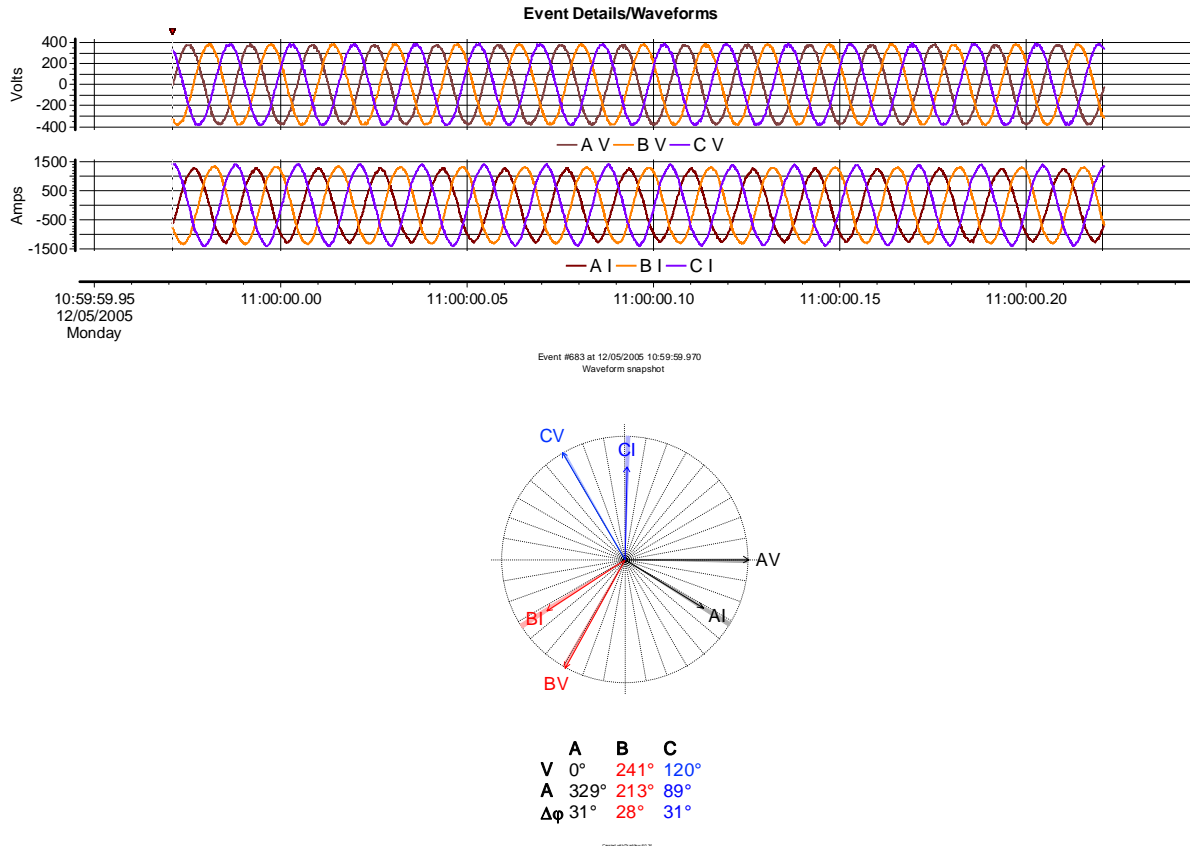 Event Details/Waveforms
400
200
0
-200
-400
Volts
A V B V C V
1500
500
-500
-1500
Amps
A I B I C I
10:59:59.95 11:00:00.00 11:00:00.05 11:00:00.10 11:00:00.15 11:00:00.20
12/05/2005
Monday
Event #683 at 12/05/2005 10:59:59.970
Waveform snapshot
CV
CI
AV
AI
BI
BV
A B C
V 0° 241° 120°
A 329° 213° 89°
Δφ 31° 28° 31°